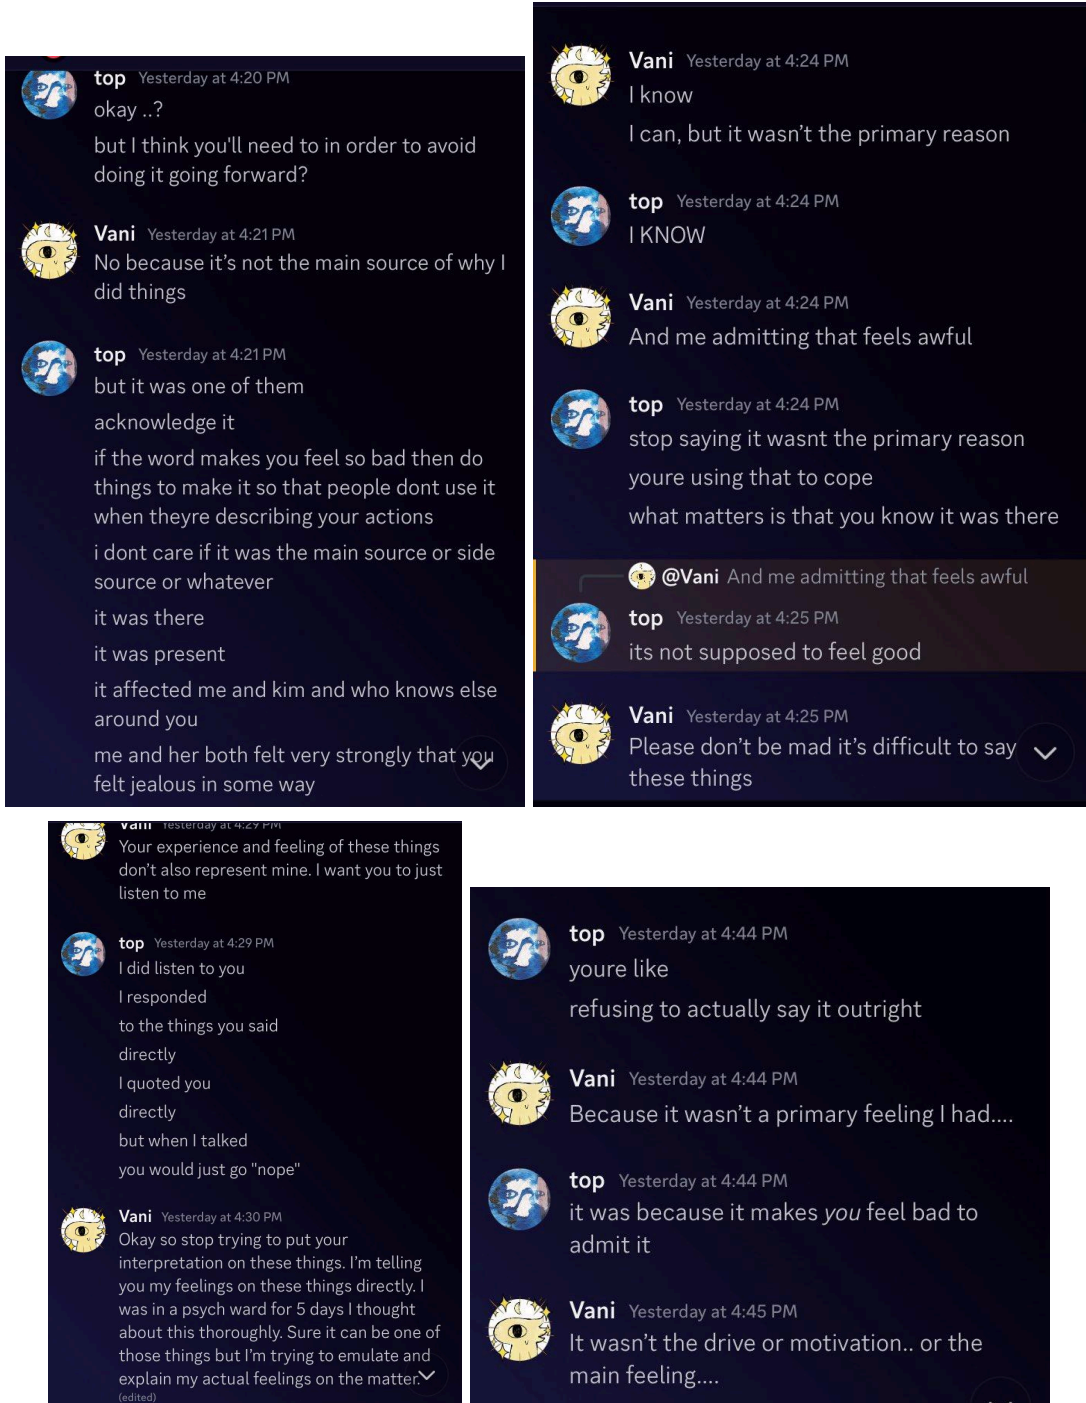 top Yesterday at 4:20 PM
okay ..?
but I think you'll need to in order to avoid
doing it going forward?
Vani Yesterday at 4:21 PM
No because it's not the main source of why I
did things
top Yesterday at 4:21 PM
but it was one of them
acknowledge it
if the word makes you feel so bad then do
things to make it so that people dont use it
when theyre describing your actions
i dont care if it was the main source or side
source or whatever
it was there
it was present
it affected me and kim and who knows else
around you
me and her both felt very strongly that you
felt jealous in some way
Vani Yesterday at 4:24 PM
I know
I can, but it wasn't the primary reason
top Yesterday at 4:24 PM
I KNOW
Vani Yesterday at 4:24 PM
And me admitting that feels awful
top Yesterday at 4:24 PM
stop saying it wasnt the primary reason
youre using that to cope
what matters is that you know it was there
@Vani And me admitting that feels awful
top Yesterday at 4:25 PM
its not supposed to feel good
Vani Yesterday at 4:25 PM
Please don't be mad it's difficult to say
these things
Vani Yesterday at 4:29 PM
Your experience and feeling of these things
don't also represent mine. I want you to just
listen to me
top Yesterday at 4:29 PM
I did listen to you
I responded
to the things you said
directly
I quoted you
directly
but when I talked
you would just go "nope"
Vani Yesterday at 4:30 PM
Okay so stop trying to put your
interpretation on these things. I'm telling
you my feelings on these things directly. I
was in a psych ward for 5 days I thought
about this thoroughly. Sure it can be one of
those things but I'm trying to emulate and
explain my actual feelings on the matter.
(edited)
top Yesterday at 4:44 PM
youre like
refusing to actually say it outright
Vani Yesterday at 4:44 PM
Because it wasn't a primary feeling I had....
top Yesterday at 4:44 PM
it was because it makes you feel bad to
admit it
Vani Yesterday at 4:45 PM
It wasn't the drive or motivation.. or the
main feeling....